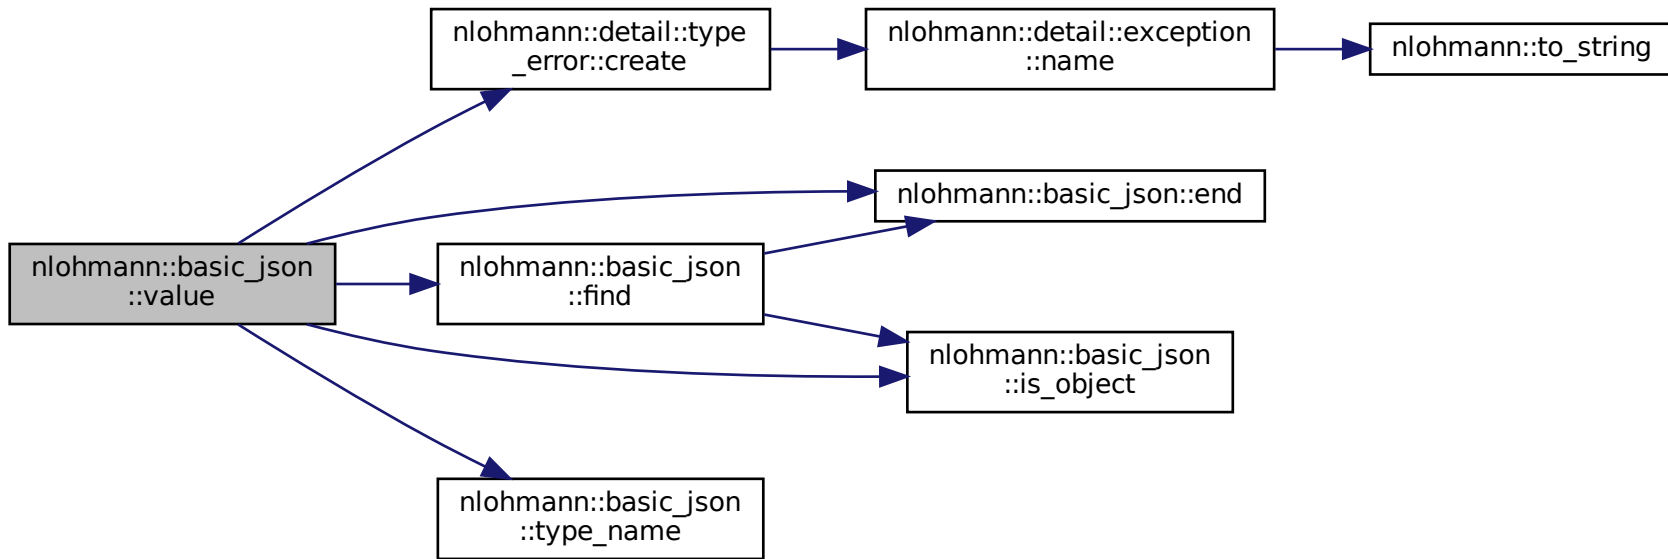 nlohmann::detail::type
_error::create
nlohmann::detail::exception
::name
nlohmann::to_string
nlohmann::basic_json::end
nlohmann::basic_json
::value
nlohmann::basic_json
::find
nlohmann::basic_json
::is_object
nlohmann::basic_json
::type_name